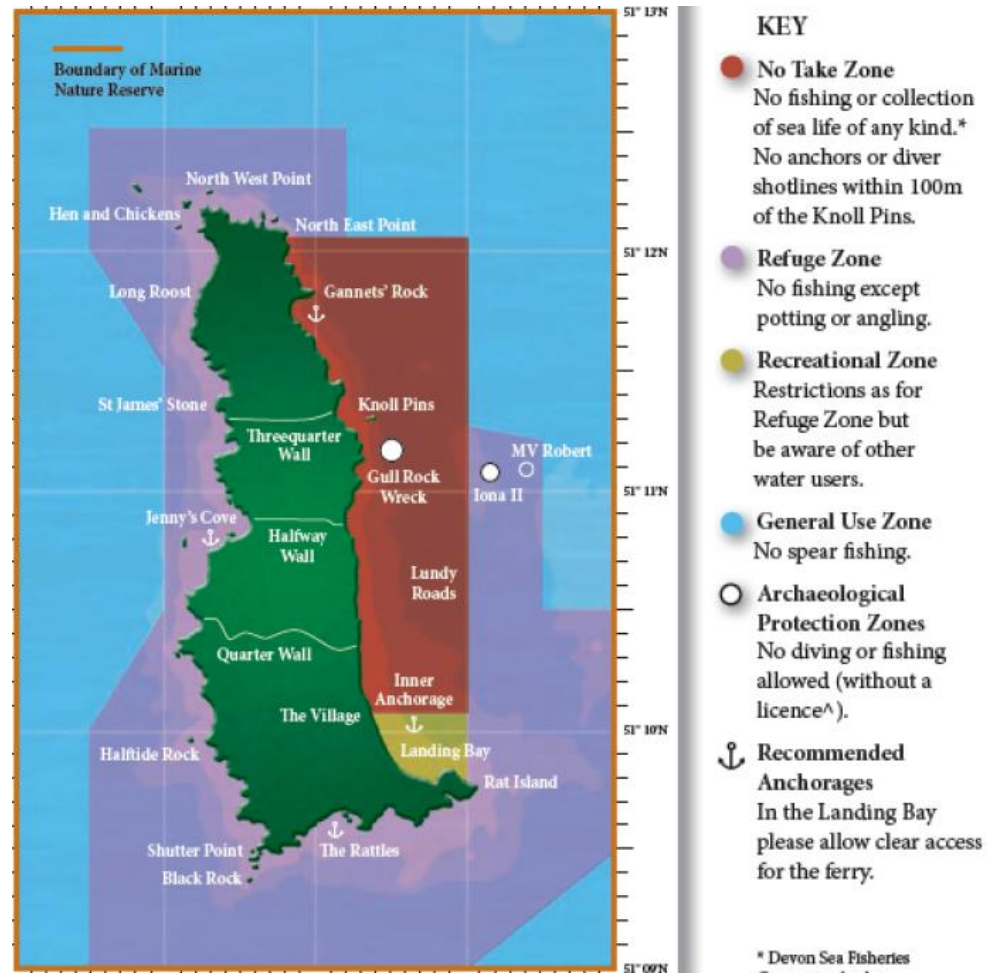 51° 13'N
Boundary of Marine
Nature Reserve
North West Point
Hen and Chickens
North East Point
51° 12'N
Long Roost
Gannets' Rock
St James' Stone
Knoll Pins
Threequarter
Wall
MV Robert
Gull Rock
Wreck
Iona II
51° 11'N
Jenny's Cove
Halfway
Wall
Lundy
Roads
Quarter Wall
Inner
Anchorage
The Village
51° 10'N
Halftide Rock
Landing Bay
Rat Island
Shutter Point
The Rattles
Black Rock
51° 09'N
KEY
No Take Zone
No fishing or collection
of sea life of any kind.*
No anchors or diver
shotlines within 100m
of the Knoll Pins.
Refuge Zone
No fishing except
potting or angling.
Recreational Zone
Restrictions as for
Refuge Zone but
be aware of other
water users.
General Use Zone
No spear fishing.
Archaeological
Protection Zones
No diving or fishing
allowed (without a
licence^).
Recommended
Anchorages
In the Landing Bay
please allow clear access
for the ferry.
* Devon Sea Fisheries